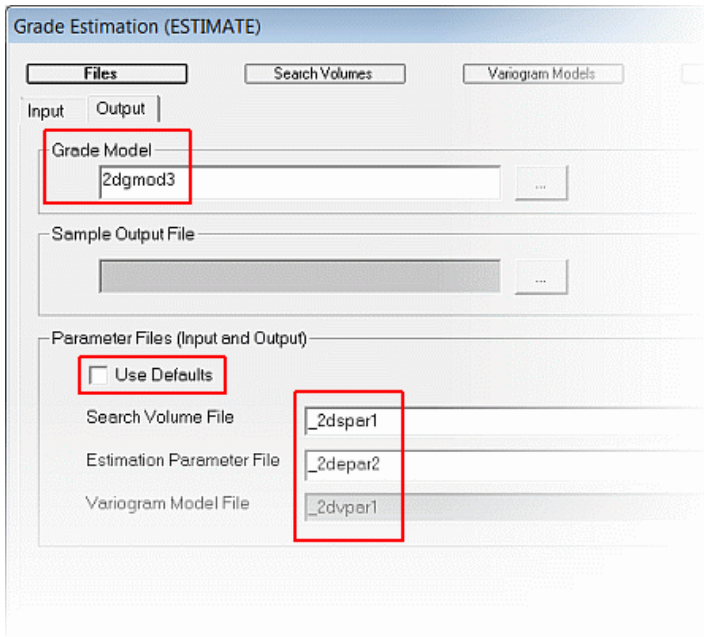 Grade Estimation (ESTIMATE)
Files Search Volumes Variogram Models
Input Output
Grade Model
2dgmod3
...
Sample Output File
...
Parameter Files (Input and Output)
Use Defaults
Search Volume File _2dspar1
Estimation Parameter File _2depar2
Variogram Model File _2dvpar1